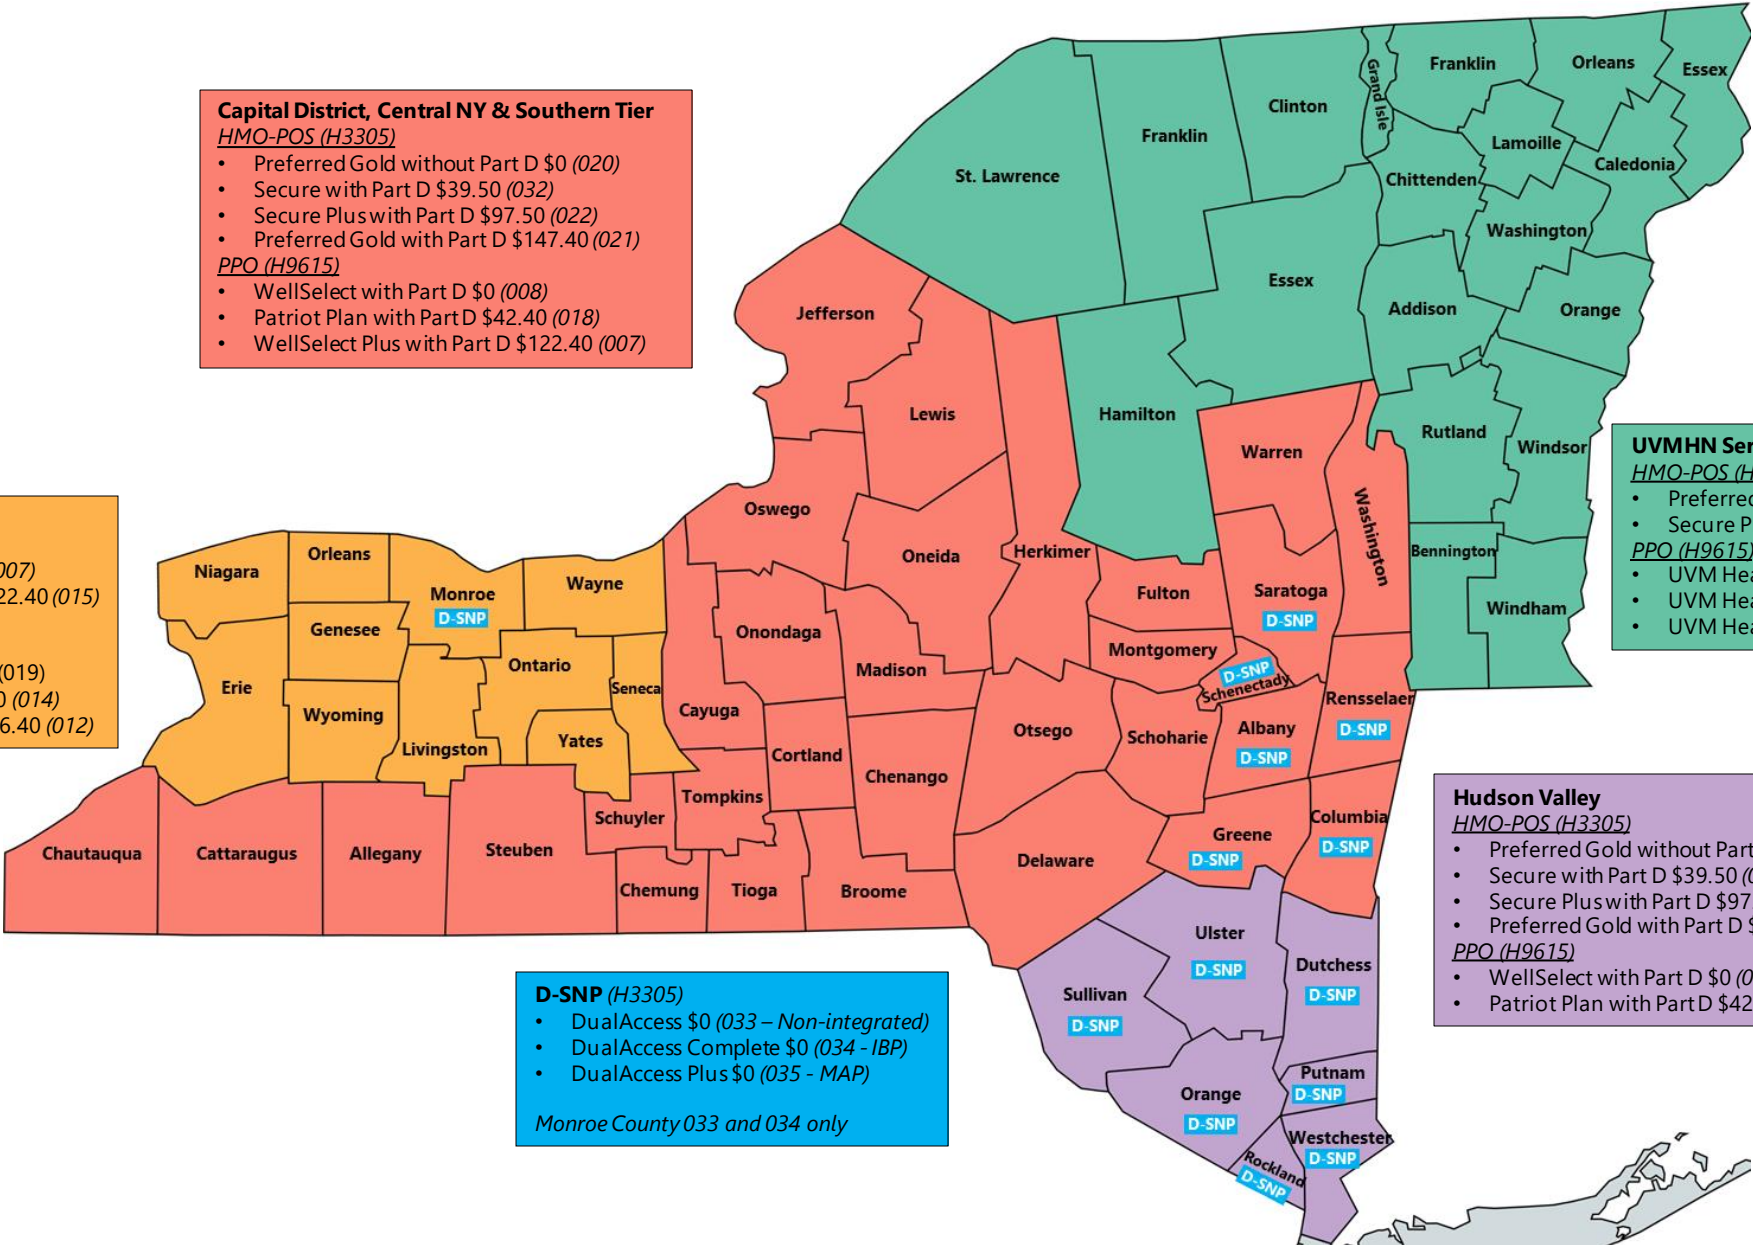 Capital District, Central NY & Southern Tier
HMO-POS (H3305)
• Preferred Gold without Part D $0 (020)
• Secure with Part D $39.50 (032)
• Secure Plus with Part D $97.50 (022)
• Preferred Gold with Part D $147.40 (021)
PPO (H9615)
• WellSelect with Part D $0 (008)
• Patriot Plan with Part D $42.40 (018)
• WellSelect Plus with Part D $122.40 (007)
007)
22.40 (015)
(019)
0 (014)
6.40 (012)
St. Lawrence
Franklin
Clinton
Grand Isle
Franklin
Orleans
Essex
Lamoille
Caledonia
Chittenden
Washington
Essex
Addison
Orange
Hamilton
Rutland
Windsor
Bennington
Windham
Jefferson
Lewis
Warren
Washington
Oswego
Oneida
Herkimer
Fulton
Saratoga
D-SNP
Onondaga
Madison
Montgomery
D-SNP
Schenectady
Rensselaer
D-SNP
Cayuga
Cortland
Chenango
Otsego
Schoharie
Albany
D-SNP
Niagara
Orleans
Monroe
D-SNP
Wayne
Genesee
Ontario
Seneca
Erie
Wyoming
Livingston
Yates
Tompkins
Schuyler
Chautauqua
Cattaraugus
Allegany
Steuben
Chemung
Tioga
Broome
Delaware
Greene
D-SNP
Columbia
D-SNP
Ulster
D-SNP
Dutchess
D-SNP
Sullivan
D-SNP
Orange
D-SNP
Putnam
D-SNP
Westchester
D-SNP
Rockland
D-SNP
UVMHN Ser
HMO-POS (H
• Preferred
• Secure P
PPO (H9615)
• UVM Hea
• UVM Hea
• UVM Hea
Hudson Valley
HMO-POS (H3305)
• Preferred Gold without Part
• Secure with Part D $39.50 (0
• Secure Plus with Part D $97.
• Preferred Gold with Part D $
PPO (H9615)
• WellSelect with Part D $0 (0
• Patriot Plan with Part D $42
D-SNP (H3305)
• DualAccess $0 (033 – Non-integrated)
• DualAccess Complete $0 (034 - IBP)
• DualAccess Plus $0 (035 - MAP)
Monroe County 033 and 034 only